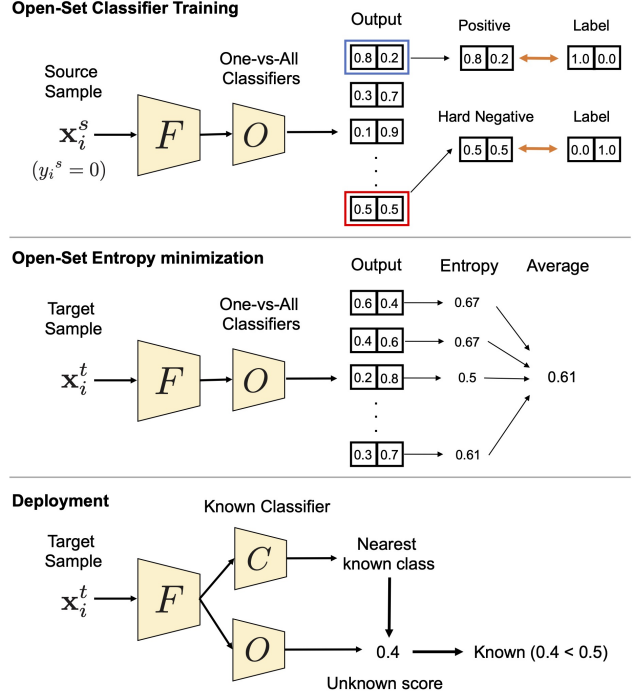 Open-Set Classifier Training
Output
Positive
Label
Source
Sample
One-vs-All
Classifiers
x_i^s
F
O
(y_i^s = 0)
0.8 0.2
0.8 0.2
1.0 0.0
0.3 0.7
0.1 0.9
Hard Negative
Label
0.5 0.5
0.0 1.0
0.5 0.5
Open-Set Entropy minimization
Output
Entropy
Average
Target
Sample
One-vs-All
Classifiers
x_i^t
F
O
0.6 0.4
0.67
0.4 0.6
0.67
0.2 0.8
0.5
0.61
0.3 0.7
0.61
Deployment
Known Classifier
Target
Sample
x_i^t
F
C
Nearest
known class
O
0.4
Known (0.4 < 0.5)
Unknown score